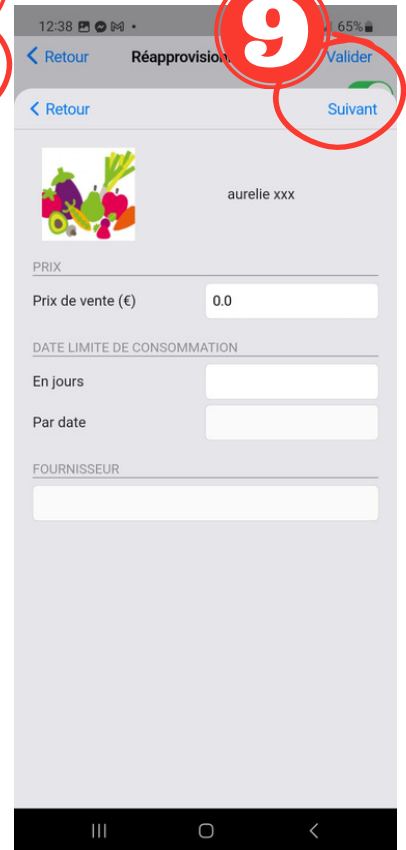 12:38
65%
9
Retour Réapprovision Valider
Retour Suivant
aurelie xxx
PRIX
Prix de vente (€) 0.0
DATE LIMITE DE CONSOMMATION
En jours
Par date
FOURNISSEUR